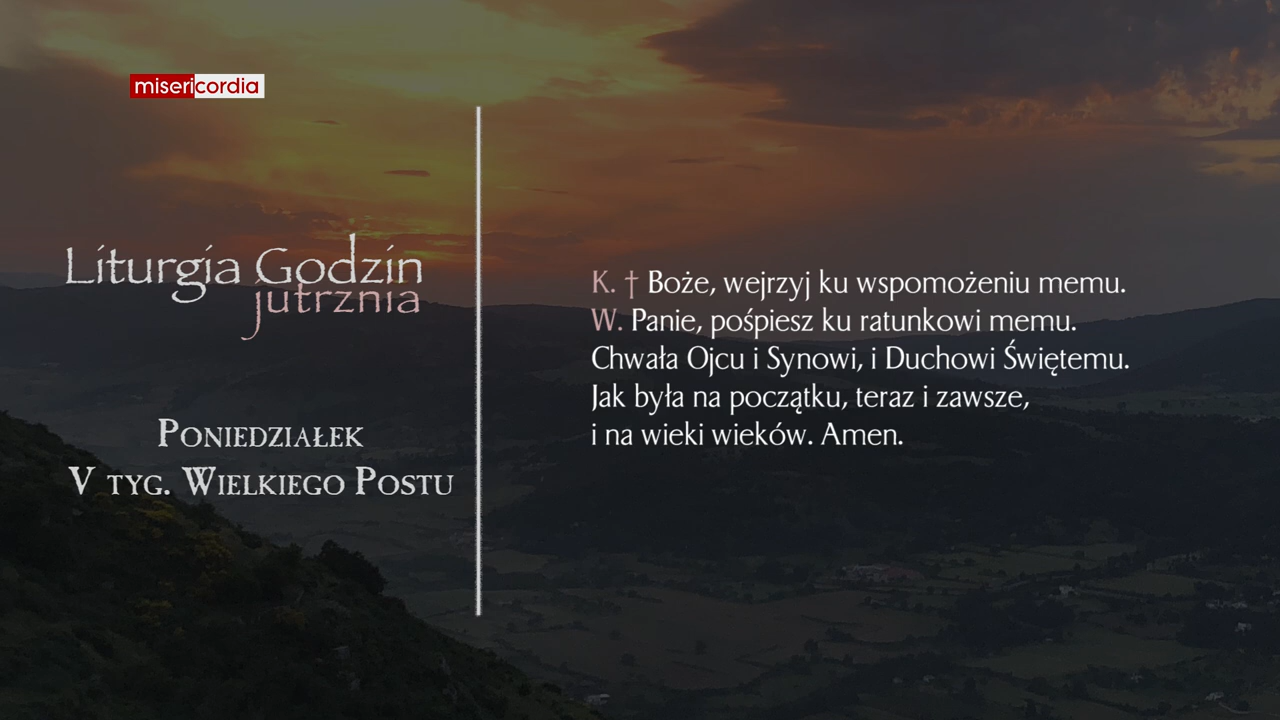 misericordia
Liturgia Godzin
jutrznia
Poniedziałek
V tyg. Wielkiego Postu
K. † Boże, wejrzyj ku wspomożeniu memu.
W. Panie, pośpiesz ku ratunkowi memu.
Chwała Ojcu i Synowi, i Duchowi Świętemu.
Jak była na początku, teraz i zawsze,
i na wieki wieków. Amen.